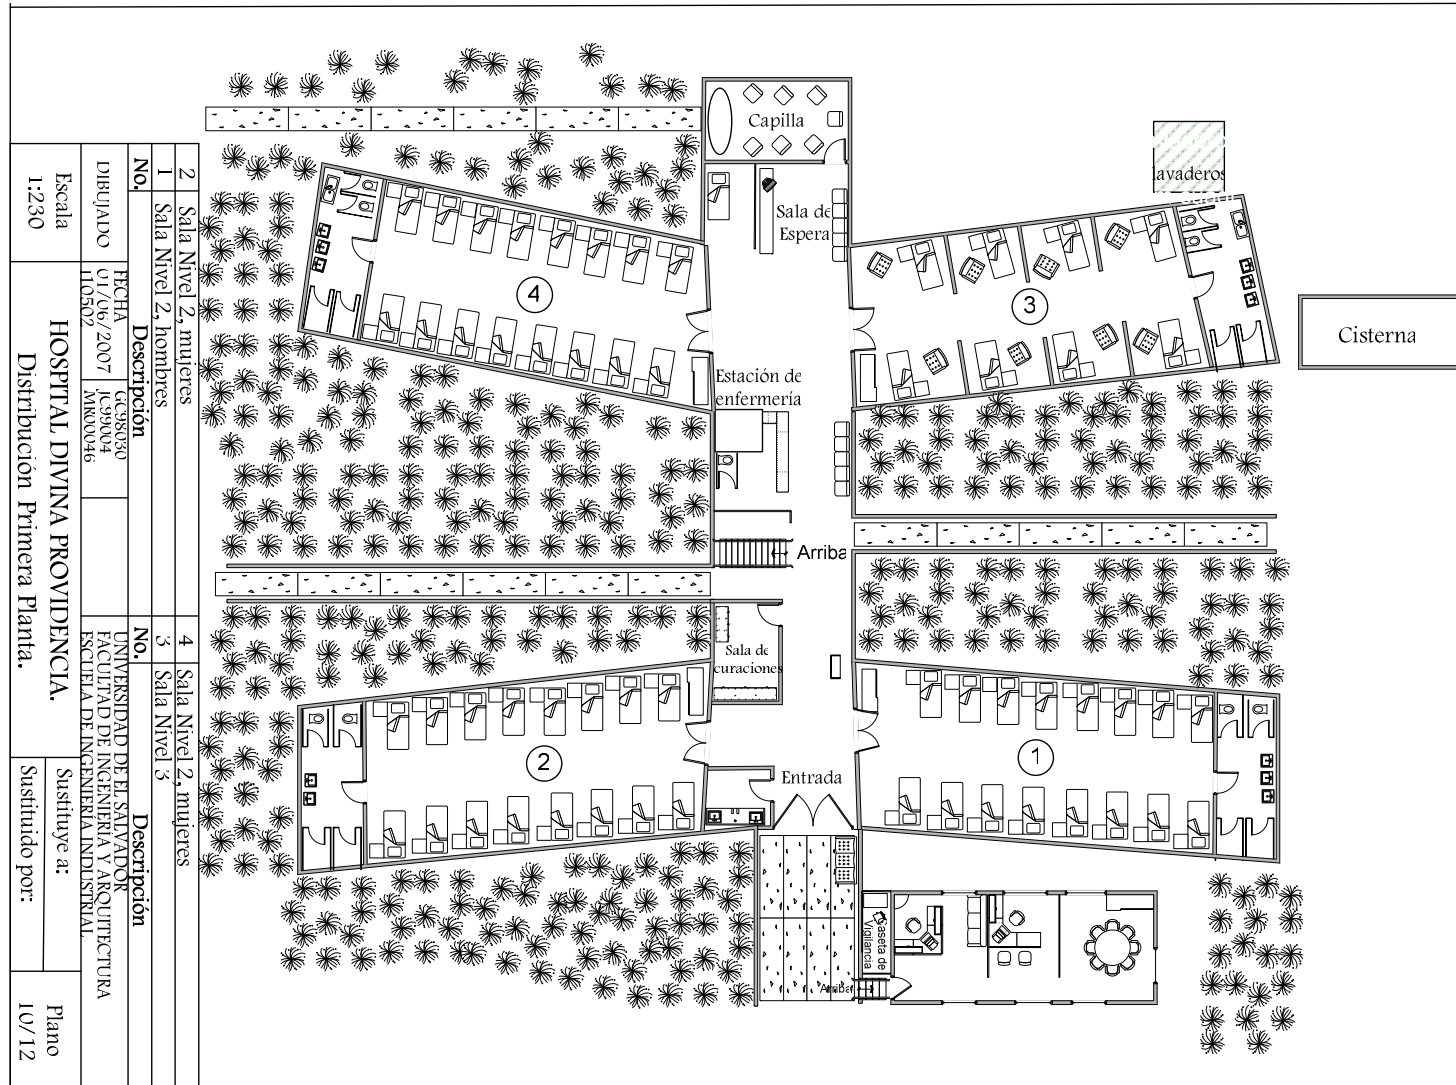 Capilla
Sala de
Espera
lavaderos
4
3
Cisterna
Estación de
enfermería
Arriba
Sala de
curaciones
2
1
Entrada
Caseta de
Vigilancia
Arriba
2 Sala Nivel 2, mujeres
1 Sala Nivel 2, hombres
No. Descripción
4 Sala Nivel 2, mujeres
3 Sala Nivel 3
No. Descripción
DIBUJADO
FECHA
01/06/2007
110502
GC98030
JC99004
MR00046
UNIVERSIDAD DE EL SALVADOR
FACULTAD DE INGENIERÍA Y ARQUITECTURA
ESCUELA DE INGENIERÍA INDUSTRIAL
Escala
1:230
HOSPITAL DIVINA PROVIDENCIA.
Distribución Primera Planta.
Sustituye a:
Sustituido por:
Plano
10/12